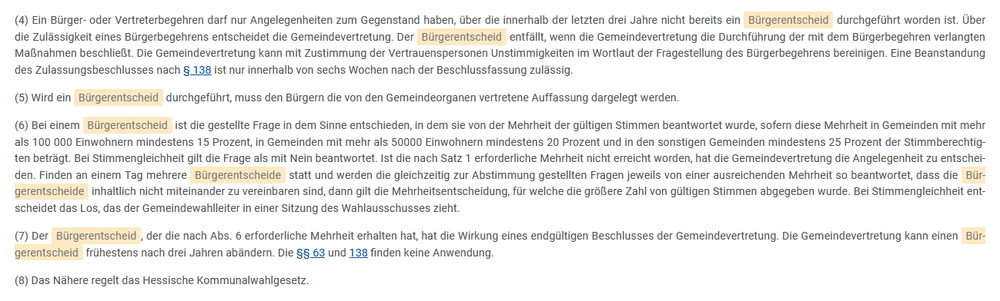 (4) Ein Bürger- oder Vertreterbegehren darf nur Angelegenheiten zum Gegenstand haben, über die innerhalb der letzten drei Jahre nicht bereits ein Bürgerentscheid durchgeführt worden ist. Über
die Zulässigkeit eines Bürgerbegehrens entscheidet die Gemeindevertretung. Der Bürgerentscheid entfällt, wenn die Gemeindevertretung die Durchführung der mit dem Bürgerbegehren verlangten
Maßnahmen beschließt. Die Gemeindevertretung kann mit Zustimmung der Vertrauenspersonen Unstimmigkeiten im Wortlaut der Fragestellung des Bürgerbegehrens bereinigen. Eine Beanstandung
des Zulassungsbeschlusses nach § 138 ist nur innerhalb von sechs Wochen nach der Beschlussfassung zulässig.
(5) Wird ein Bürgerentscheid durchgeführt, muss den Bürgern die von den Gemeindeorganen vertretene Auffassung dargelegt werden.
(6) Bei einem Bürgerentscheid ist die gestellte Frage in dem Sinne entschieden, in dem sie von der Mehrheit der gültigen Stimmen beantwortet wurde, sofern diese Mehrheit in Gemeinden mit mehr
als 100 000 Einwohnern mindestens 15 Prozent, in Gemeinden mit mehr als 50000 Einwohnern mindestens 20 Prozent und in den sonstigen Gemeinden mindestens 25 Prozent der Stimmberechtig-
ten beträgt. Bei Stimmengleichheit gilt die Frage als mit Nein beantwortet. Ist die nach Satz 1 erforderliche Mehrheit nicht erreicht worden, hat die Gemeindevertretung die Angelegenheit zu entschei-
den. Finden an einem Tag mehrere Bürgerentscheide statt und werden die gleichzeitig zur Abstimmung gestellten Fragen jeweils von einer ausreichenden Mehrheit so beantwortet, dass die Bür-
gerentscheide inhaltlich nicht miteinander zu vereinbaren sind, dann gilt die Mehrheitsentscheidung, für welche die größere Zahl von gültigen Stimmen abgegeben wurde. Bei Stimmengleichheit ent-
scheidet das Los, das der Gemeindewahlleiter in einer Sitzung des Wahlausschusses zieht.
(7) Der Bürgerentscheid, der die nach Abs. 6 erforderliche Mehrheit erhalten hat, hat die Wirkung eines endgültigen Beschlusses der Gemeindevertretung. Die Gemeindevertretung kann einen Bür-
gerentscheid frühestens nach drei Jahren abändern. Die §§ 63 und 138 finden keine Anwendung.
(8) Das Nähere regelt das Hessische Kommunalwahlgesetz.